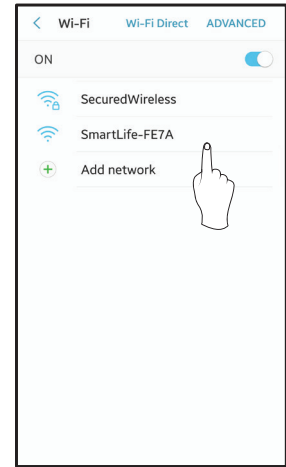 Wi-Fi Wi-Fi Direct ADVANCED
ON
SecuredWireless
SmartLife-FE7A
Add network